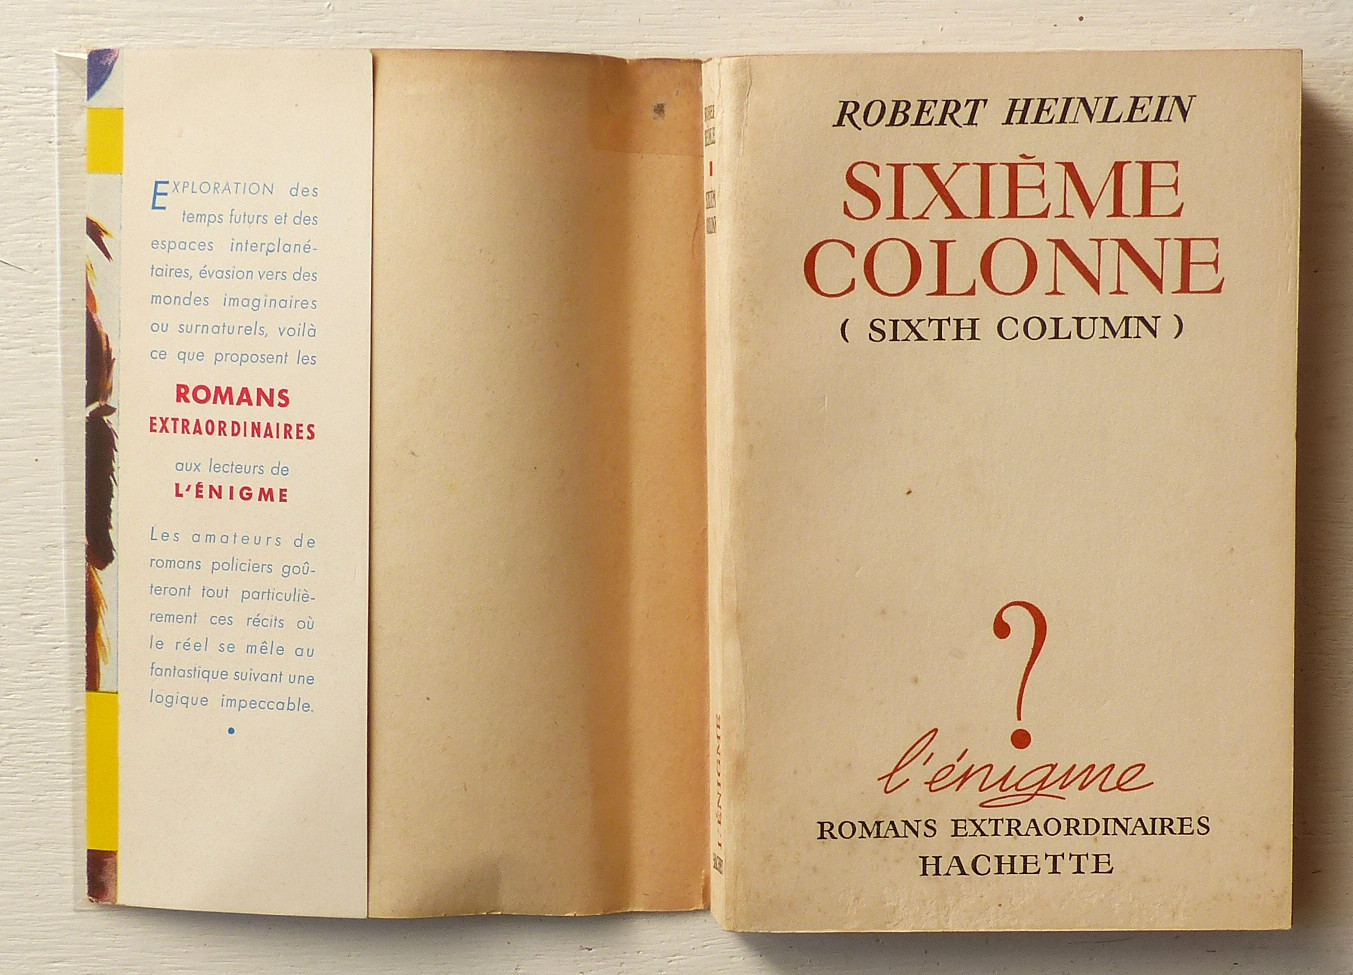 EXPLORATION des
temps futurs et des
espaces interplané-
taires, évasion vers des
mondes imaginaires
ou surnaturels, voilà
ce que proposent les
ROMANS
EXTRAORDINAIRES
aux lecteurs de
L'ÉNIGME
Les amateurs de
romans policiers goû-
teront tout particuliè-
rement ces récits où
le réel se mêle au
fantastique suivant une
logique impeccable.
L'ÉNIGME
ROBERT HEINLEIN
SIXIÈME
COLONNE
( SIXTH COLUMN )
?
l'énigme
ROMANS EXTRAORDINAIRES
HACHETTE